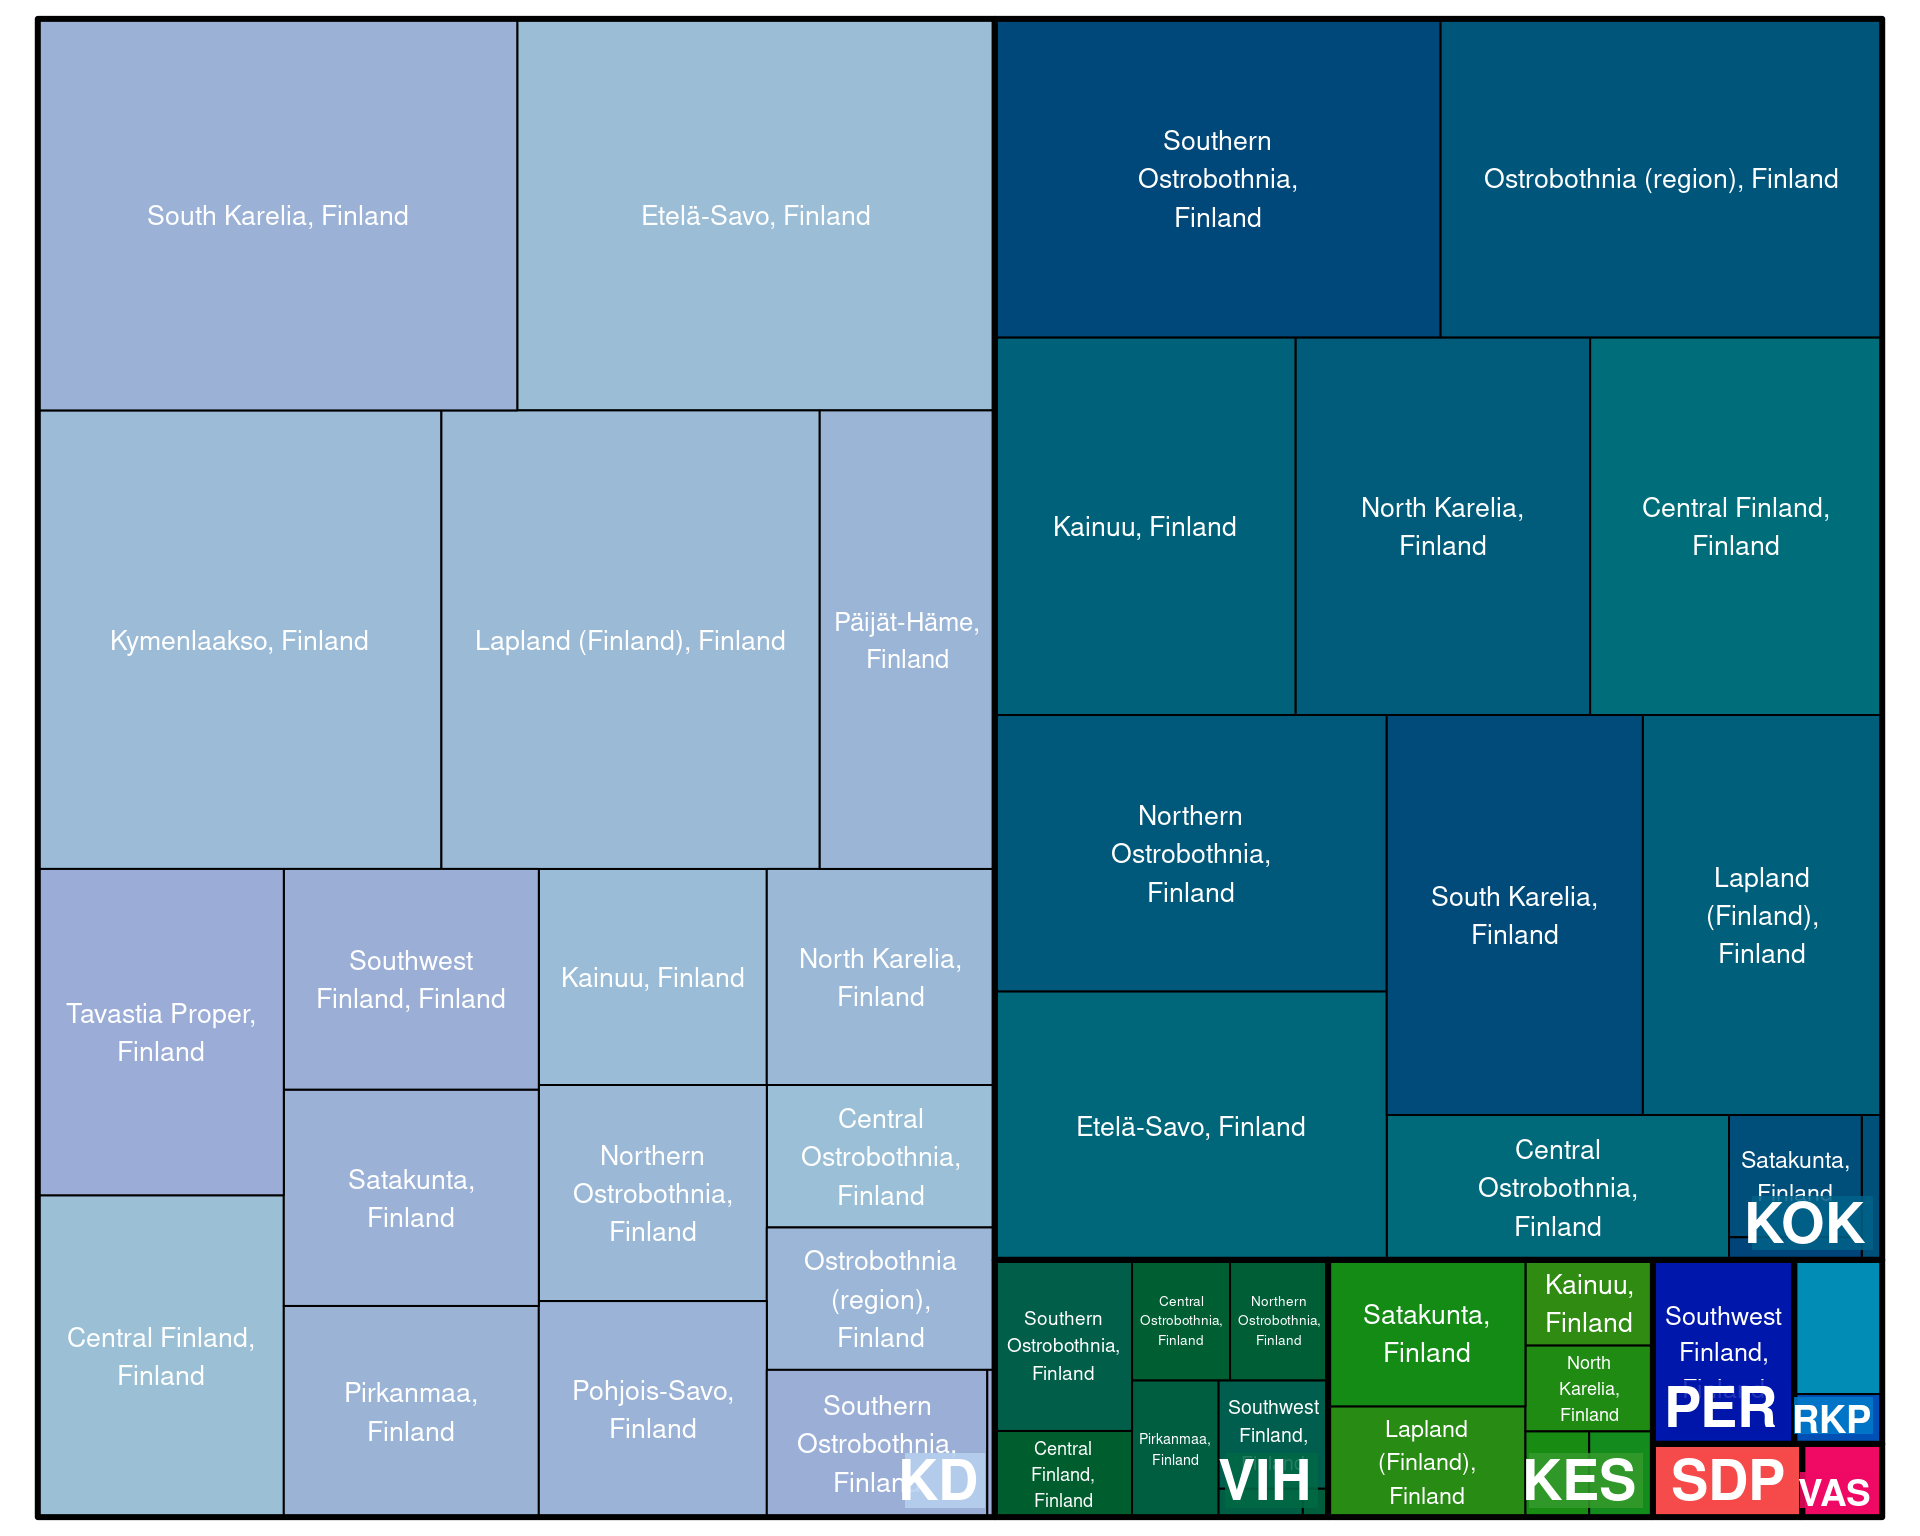 South Karelia, Finland
Etelä-Savo, Finland
Kymenlaakso, Finland
Lapland (Finland), Finland
Päijät-Häme,
Finland
Tavastia Proper,
Finland
Central Finland,
Finland
Southwest
Finland, Finland
Satakunta,
Finland
Pirkanmaa,
Finland
Kainuu, Finland
Northern
Ostrobothnia,
Finland
Pohjois-Savo,
Finland
North Karelia,
Finland
Central
Ostrobothnia,
Finland
Ostrobothnia
(region),
Finland
Southern
Ostrobothnia,
Finland
KD
Southern
Ostrobothnia,
Finland
Ostrobothnia (region), Finland
Kainuu, Finland
North Karelia,
Finland
Central Finland,
Finland
Northern
Ostrobothnia,
Finland
Etelä-Savo, Finland
South Karelia,
Finland
Lapland
(Finland),
Finland
Central
Ostrobothnia,
Finland
Satakunta,
Finland
KOK
Southern
Ostrobothnia,
Finland
Central
Finland,
Finland
Central
Ostrobothnia,
Finland
Northern
Ostrobothnia,
Finland
Pirkanmaa,
Finland
Southwest
Finland,
Finland
VIH
Satakunta,
Finland
Lapland
(Finland),
Finland
Kainuu,
Finland
North
Karelia,
Finland
KES
Southwest
Finland,
Finland
PER
RKP
SDP
VAS